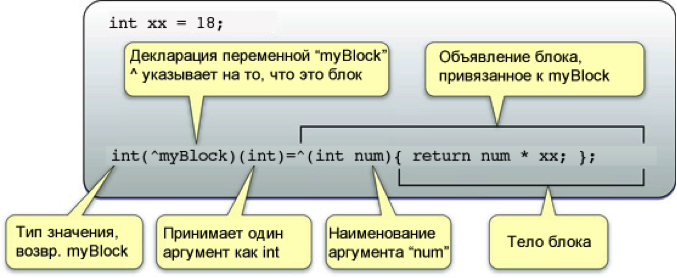 int xx = 18;
Декларация переменной “myBlock”
^ указывает на то, что это блок
Объявление блока,
привязанное к myBlock
int(^myBlock)(int)=^(int num){ return num * xx; };
Тип значения,
возвр. myBlock
Принимает один
аргумент как int
Наименование
аргумента “num”
Тело блока